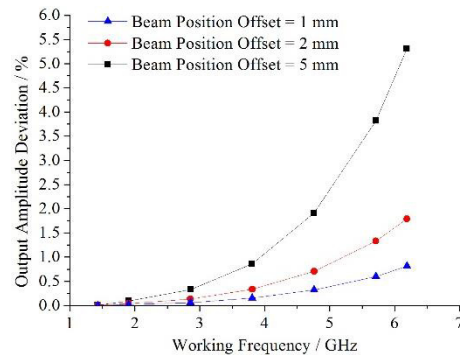 Beam Position Offset = 1 mm
Beam Position Offset = 2 mm
Beam Position Offset = 5 mm
Output Amplitude Deviation / %
6.0
5.5
5.0
4.5
4.0
3.5
3.0
2.5
2.0
1.5
1.0
0.5
0.0
1 2 3 4 5 6 7
Working Frequency / GHz